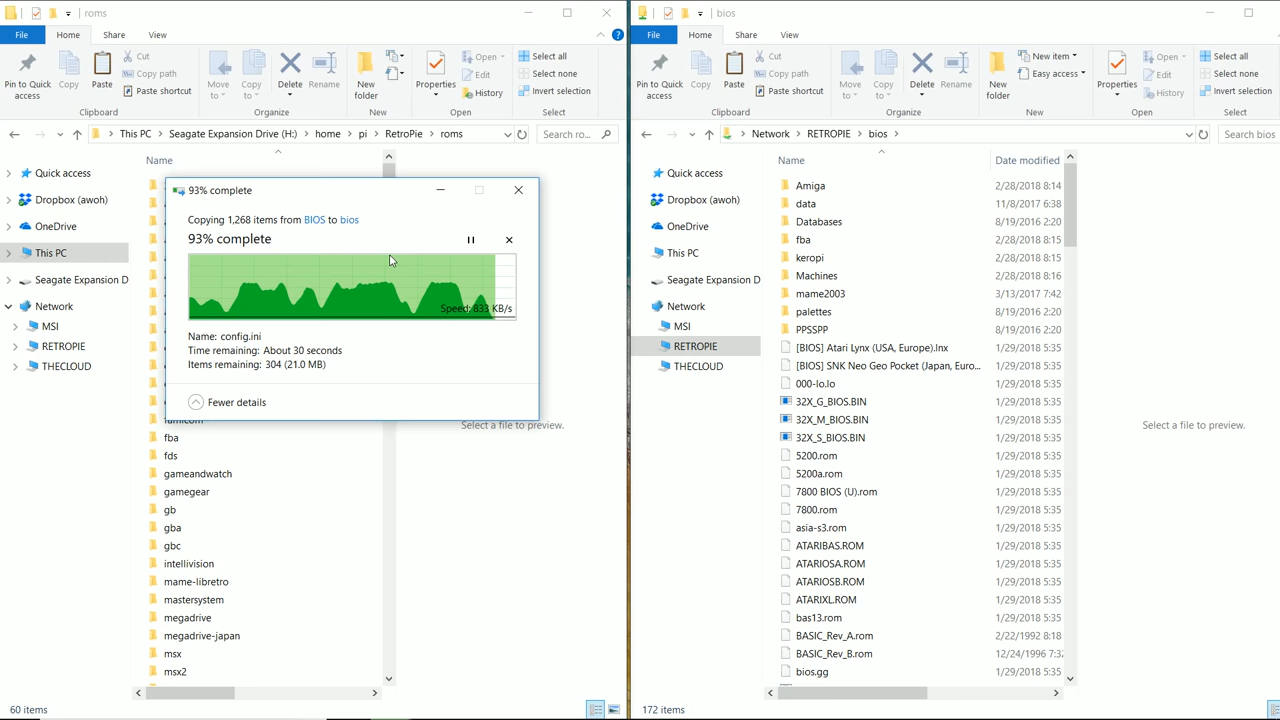 roms
File
Home
Share
View
Pin to Quick access
Copy
Paste
Cut
Copy path
Paste shortcut
Clipboard
Move to
Copy to
Delete
Rename
Organize
New folder
New
Properties
Open
Edit
History
Open
Select all
Select none
Invert selection
Select
This PC > Seagate Expansion Drive (H:) > home > pi > RetroPie > roms
Search ro...
Quick access
Dropbox (awoh)
OneDrive
This PC
Seagate Expansion D
Network
MSI
RETROPIE
THECLOUD
Name
93% complete
Copying 1,268 items from BIOS to bios
93% complete
Speed: 833 KB/s
Name: config.ini
Time remaining: About 30 seconds
Items remaining: 304 (21.0 MB)
Fewer details
fba
fds
gameandwatch
gamegear
gb
gba
gbc
intellivision
mame-libretro
mastersystem
megadrive
megadrive-japan
msx
msx2
Select a file to preview.
60 items
bios
File
Home
Share
View
Pin to Quick access
Copy
Paste
Cut
Copy path
Paste shortcut
Clipboard
Move to
Copy to
Delete
Rename
Organize
New folder
New item
Easy access
New
Properties
Open
Edit
History
Open
Select all
Select none
Invert selection
Select
Network > RETROPIE > bios >
Search bios
Quick access
Dropbox (awoh)
OneDrive
This PC
Seagate Expansion D
Network
MSI
RETROPIE
THECLOUD
Name Date modified
Amiga 2/28/2018 8:14
data 11/8/2017 6:38
Databases 8/19/2016 2:20
fba 2/28/2018 8:15
keropi 2/28/2018 8:15
Machines 2/28/2018 8:16
mame2003 3/13/2017 7:42
palettes 8/19/2016 2:20
PPSSPP 8/19/2016 2:20
[BIOS] Atari Lynx (USA, Europe).lnx 1/29/2018 5:35
[BIOS] SNK Neo Geo Pocket (Japan, Euro... 1/29/2018 5:35
000-lo.lo 1/29/2018 5:35
32X_G_BIOS.BIN 1/29/2018 5:35
32X_M_BIOS.BIN 1/29/2018 5:35
32X_S_BIOS.BIN 1/29/2018 5:35
5200.rom 1/29/2018 5:35
5200a.rom 1/29/2018 5:35
7800 BIOS (U).rom 1/29/2018 5:35
7800.rom 1/29/2018 5:35
asia-s3.rom 1/29/2018 5:35
ATARIBAS.ROM 1/29/2018 5:35
ATARIOSA.ROM 1/29/2018 5:35
ATARIOSB.ROM 1/29/2018 5:35
ATARIXL.ROM 1/29/2018 5:35
bas13.rom 1/29/2018 5:35
BASIC_Rev_A.rom 2/22/1992 8:18
BASIC_Rev_B.rom 12/24/1996 7:3
bios.gg 1/29/2018 5:35
Select a file to preview.
172 items